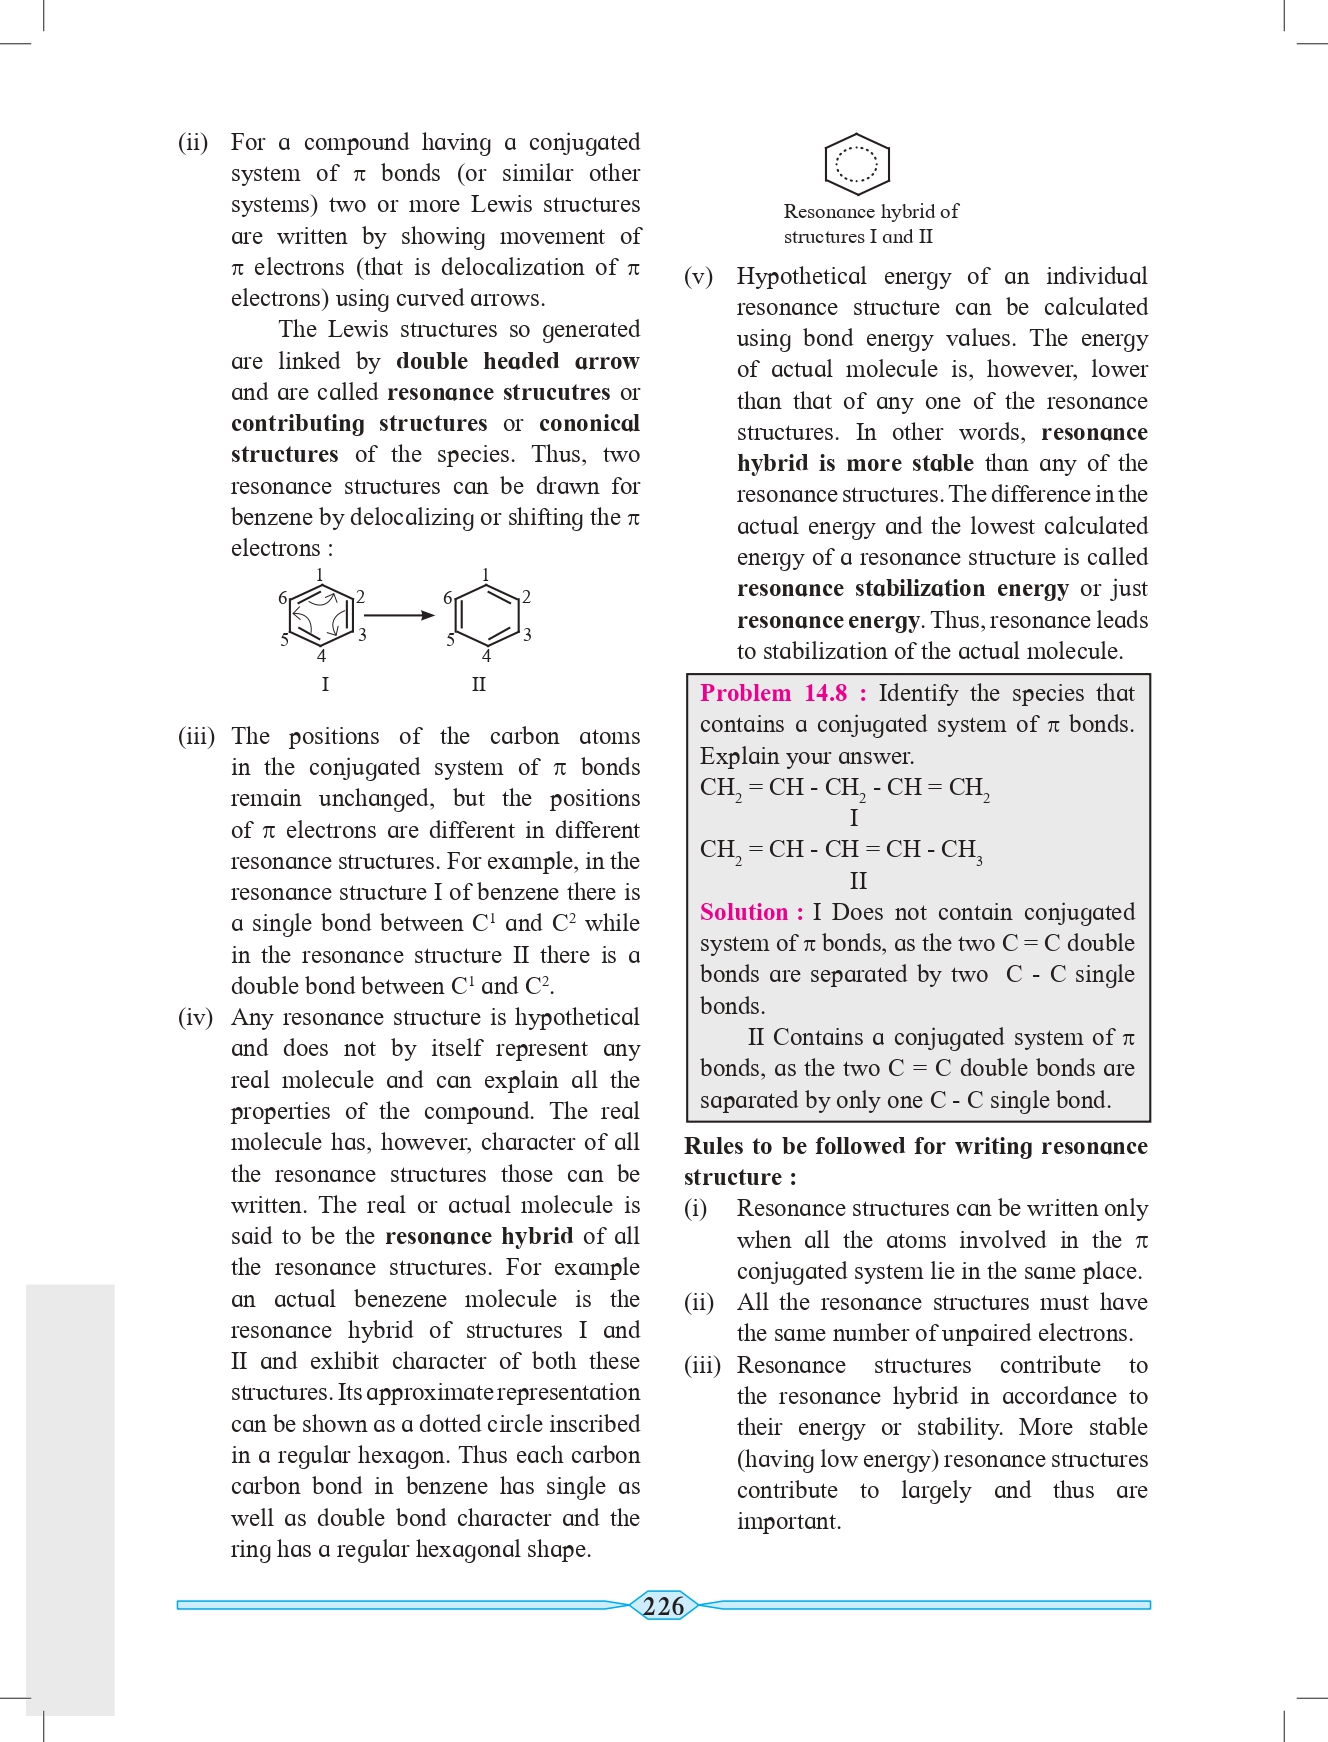 (ii) For a compound having a conjugated
system of π bonds (or similar other
systems) two or more Lewis structures
are written by showing movement of
π electrons (that is delocalization of π
electrons) using curved arrows.
The Lewis structures so generated
are linked by double headed arrow
and are called resonance strucutres or
contributing structures or cononical
structures of the species. Thus, two
resonance structures can be drawn for
benzene by delocalizing or shifting the π
electrons :
1 1
6 2 6 2
5 3 5 3
4 4
I II
(iii) The positions of the carbon atoms
in the conjugated system of π bonds
remain unchanged, but the positions
of π electrons are different in different
resonance structures. For example, in the
resonance structure I of benzene there is
a single bond between C¹ and C² while
in the resonance structure II there is a
double bond between C¹ and C².
(iv) Any resonance structure is hypothetical
and does not by itself represent any
real molecule and can explain all the
properties of the compound. The real
molecule has, however, character of all
the resonance structures those can be
written. The real or actual molecule is
said to be the resonance hybrid of all
the resonance structures. For example
an actual benezene molecule is the
resonance hybrid of structures I and
II and exhibit character of both these
structures. Its approximate representation
can be shown as a dotted circle inscribed
in a regular hexagon. Thus each carbon
carbon bond in benzene has single as
well as double bond character and the
ring has a regular hexagonal shape.
Resonance hybrid of
structures I and II
(v) Hypothetical energy of an individual
resonance structure can be calculated
using bond energy values. The energy
of actual molecule is, however, lower
than that of any one of the resonance
structures. In other words, resonance
hybrid is more stable than any of the
resonance structures. The difference in the
actual energy and the lowest calculated
energy of a resonance structure is called
resonance stabilization energy or just
resonance energy. Thus, resonance leads
to stabilization of the actual molecule.
Problem 14.8 : Identify the species that
contains a conjugated system of π bonds.
Explain your answer.
CH₂ = CH - CH₂ - CH = CH₂
I
CH₂ = CH - CH = CH - CH₃
II
Solution : I Does not contain conjugated
system of π bonds, as the two C = C double
bonds are separated by two C - C single
bonds.
II Contains a conjugated system of π
bonds, as the two C = C double bonds are
saparated by only one C - C single bond.
Rules to be followed for writing resonance
structure :
(i) Resonance structures can be written only
when all the atoms involved in the π
conjugated system lie in the same place.
(ii) All the resonance structures must have
the same number of unpaired electrons.
(iii) Resonance structures contribute to
the resonance hybrid in accordance to
their energy or stability. More stable
(having low energy) resonance structures
contribute to largely and thus are
important.
226